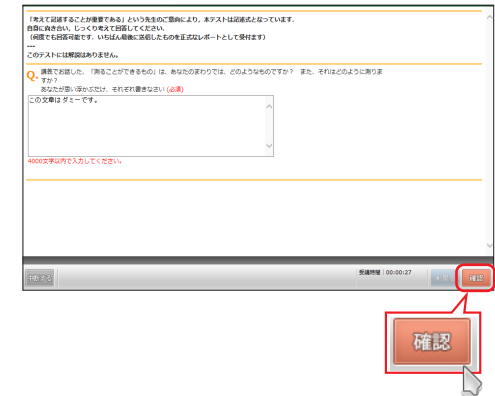 「考えて記述することが重要である」という先生のご意向により、本テストは記述式となっています。
自身に向き合い、じっくり考えて回答してください。
(何度でも回答可能です。いちばん最後に送信したものを正式なレポートとして受付ます)
---
このテストには解説はありません。
Q. 講義でお話した、「測ることができるもの」は、あなたのまわりでは、どのようなものですか? また、それはどのように測りま
すか?
あなたが思い浮かぶだけ、それぞれ書きなさい (必須)
この文章はダミーです。
4000文字以内で入力してください。
中断する
受講時間 00:00:27
確認
確認